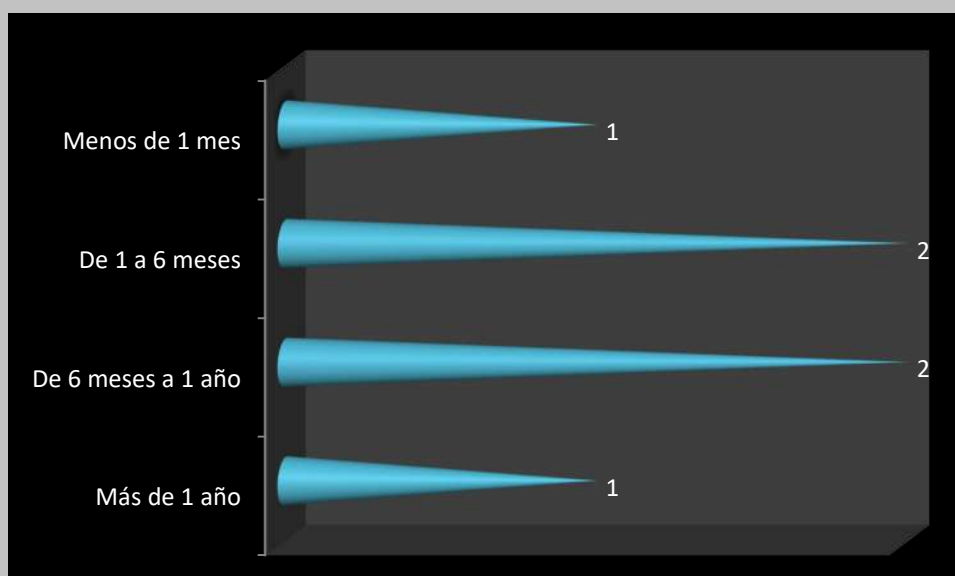 Menos de 1 mes 1
De 1 a 6 meses 2
De 6 meses a 1 año 2
Más de 1 año 1